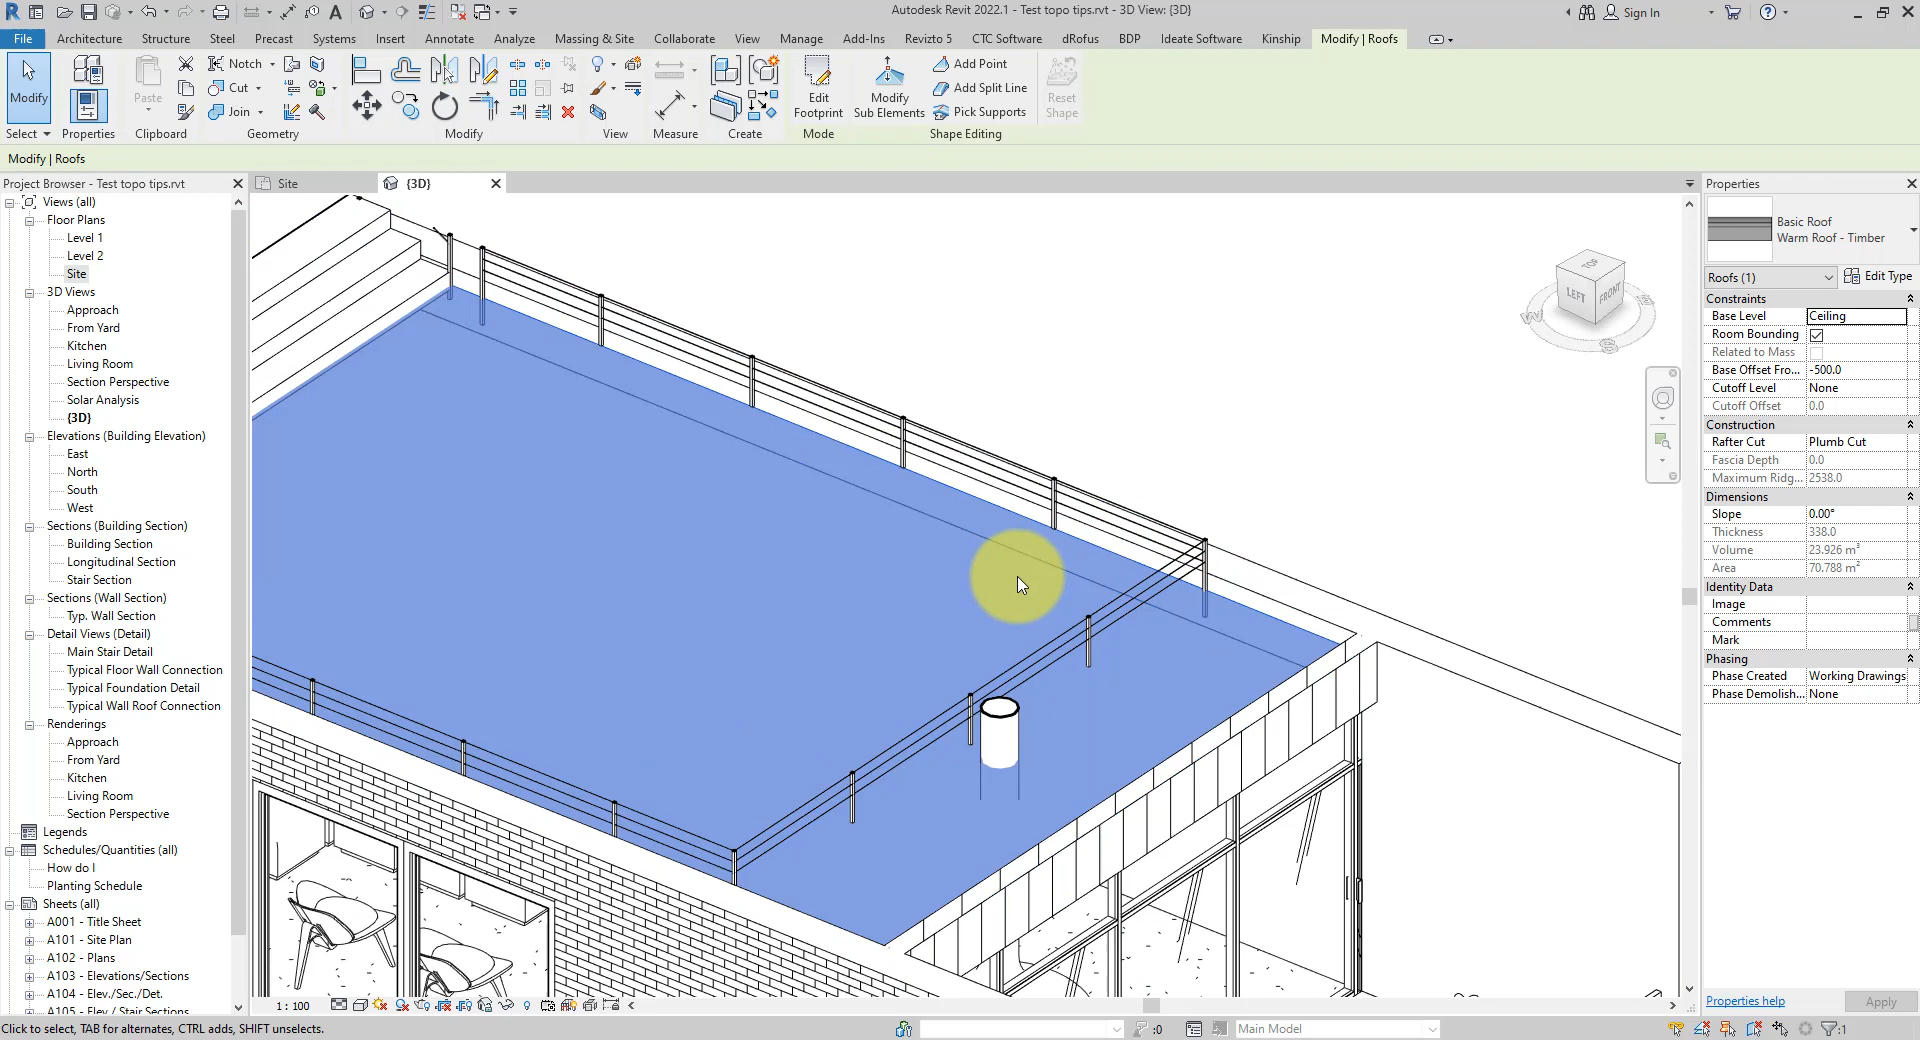 Autodesk Revit 2022.1 - Test topo tips.rvt - 3D View: {3D}
Sign In
File Architecture Structure Steel Precast Systems Insert Annotate Analyze Massing & Site Collaborate View Manage Add-Ins Revizto 5 CTC Software dRofus BDP Ideate Software Kinship Modify | Roofs
Modify
Paste
Notch
Cut
Join
Edit
Footprint
Modify
Sub Elements
Add Point
Add Split Line
Pick Supports
Reset
Shape
Select Properties Clipboard Geometry Modify View Measure Create Mode Shape Editing
Modify | Roofs
Project Browser - Test topo tips.rvt
Views (all)
Floor Plans
Level 1
Level 2
Site
3D Views
Approach
From Yard
Kitchen
Living Room
Section Perspective
Solar Analysis
{3D}
Elevations (Building Elevation)
East
North
South
West
Sections (Building Section)
Building Section
Longitudinal Section
Stair Section
Sections (Wall Section)
Typ. Wall Section
Detail Views (Detail)
Main Stair Detail
Typical Floor Wall Connection
Typical Foundation Detail
Typical Wall Roof Connection
Renderings
Approach
From Yard
Kitchen
Living Room
Section Perspective
Legends
Schedules/Quantities (all)
How do I
Planting Schedule
Sheets (all)
A001 - Title Sheet
A101 - Site Plan
A102 - Plans
A103 - Elevations/Sections
A104 - Elev./Sec./Det.
A105 - Elev / Stair Sections
Site
{3D}
TOP
LEFT
FRONT
W
S
1 : 100
Properties
Basic Roof
Warm Roof - Timber
Roofs (1)
Edit Type
Constraints
Base Level Ceiling
Room Bounding
Related to Mass
Base Offset Fro... -500.0
Cutoff Level None
Cutoff Offset 0.0
Construction
Rafter Cut Plumb Cut
Fascia Depth 0.0
Maximum Ridg... 2538.0
Dimensions
Slope 0.00°
Thickness 338.0
Volume 23.926 m³
Area 70.788 m²
Identity Data
Image
Comments
Mark
Phasing
Phase Created Working Drawings
Phase Demolish... None
Properties help
Apply
Click to select, TAB for alternates, CTRL adds, SHIFT unselects.
:0
Main Model
:1